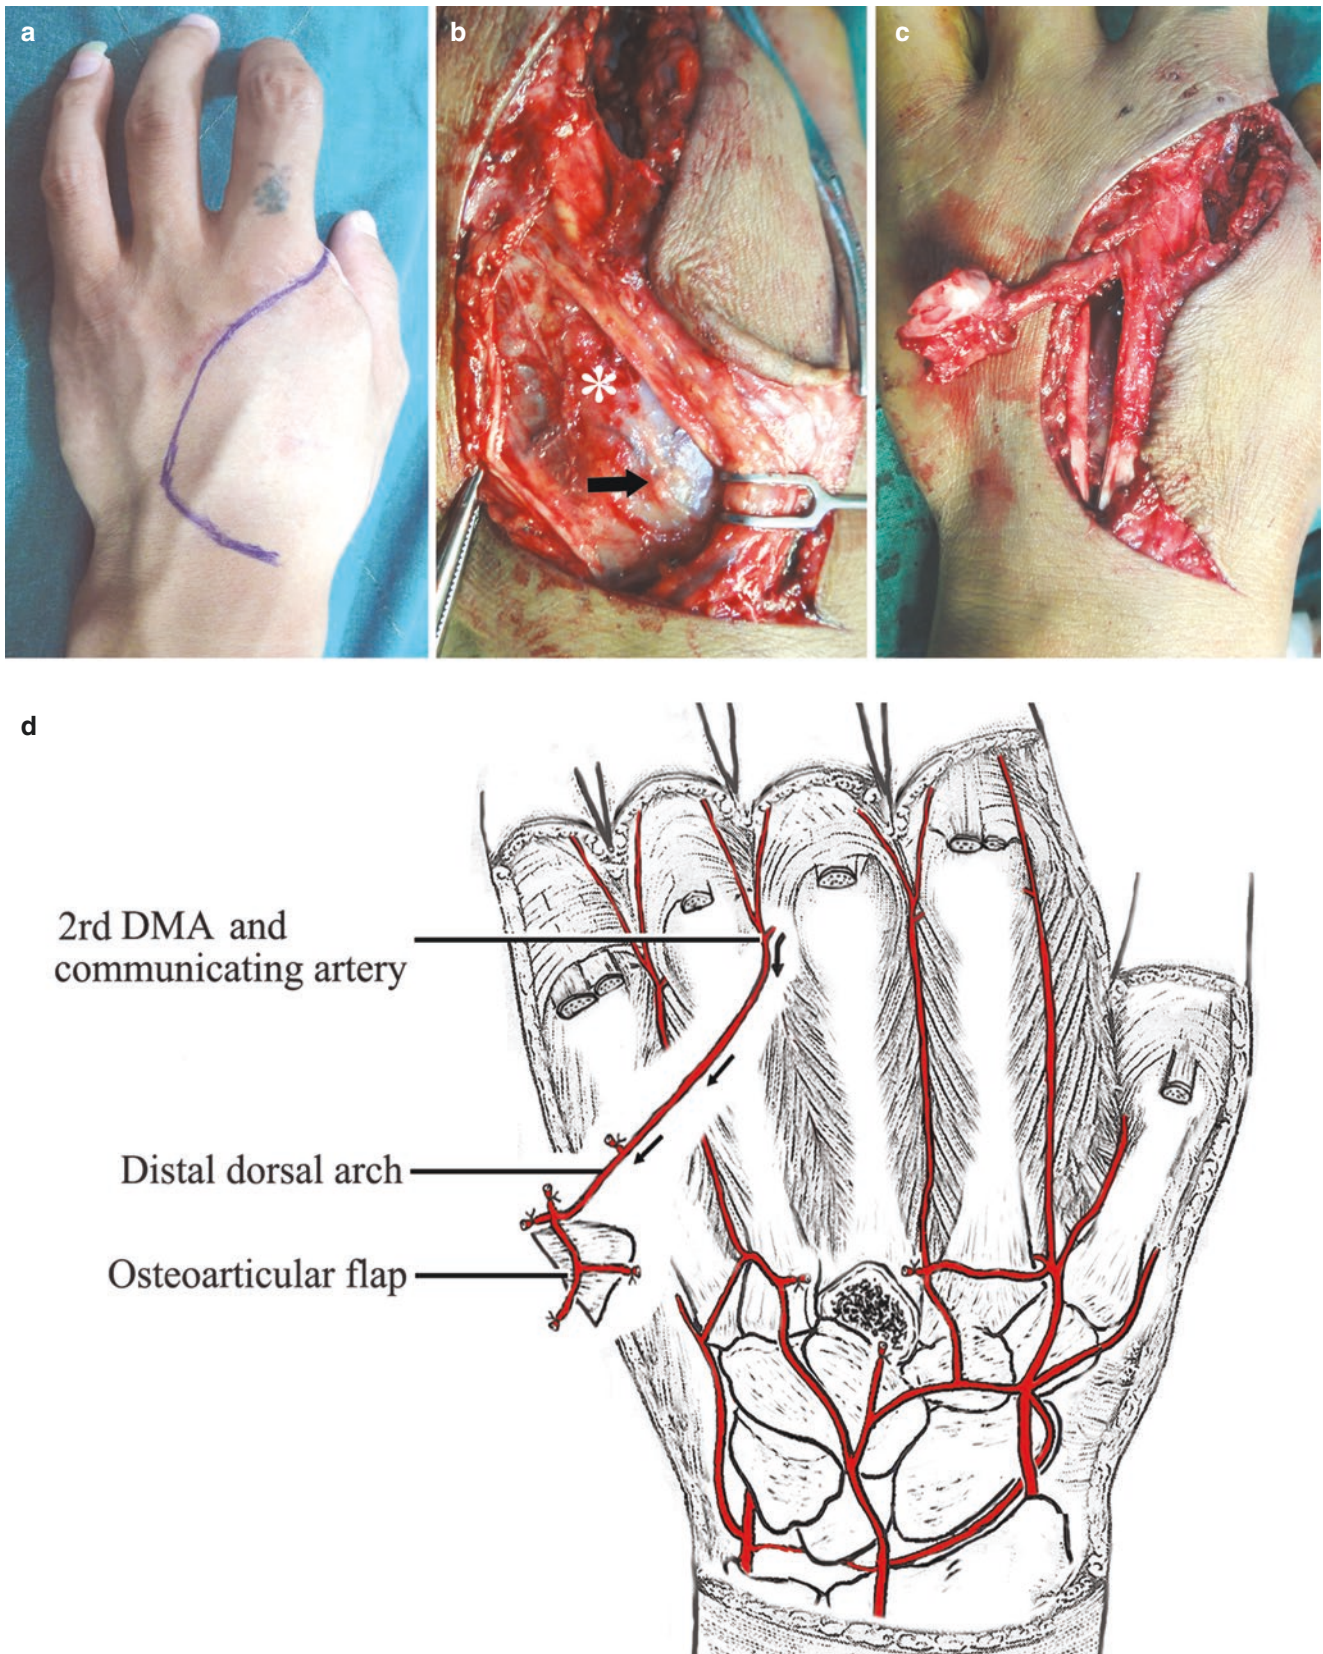 a
b
c
*
d
2rd DMA and
communicating artery
Distal dorsal arch
Osteoarticular flap